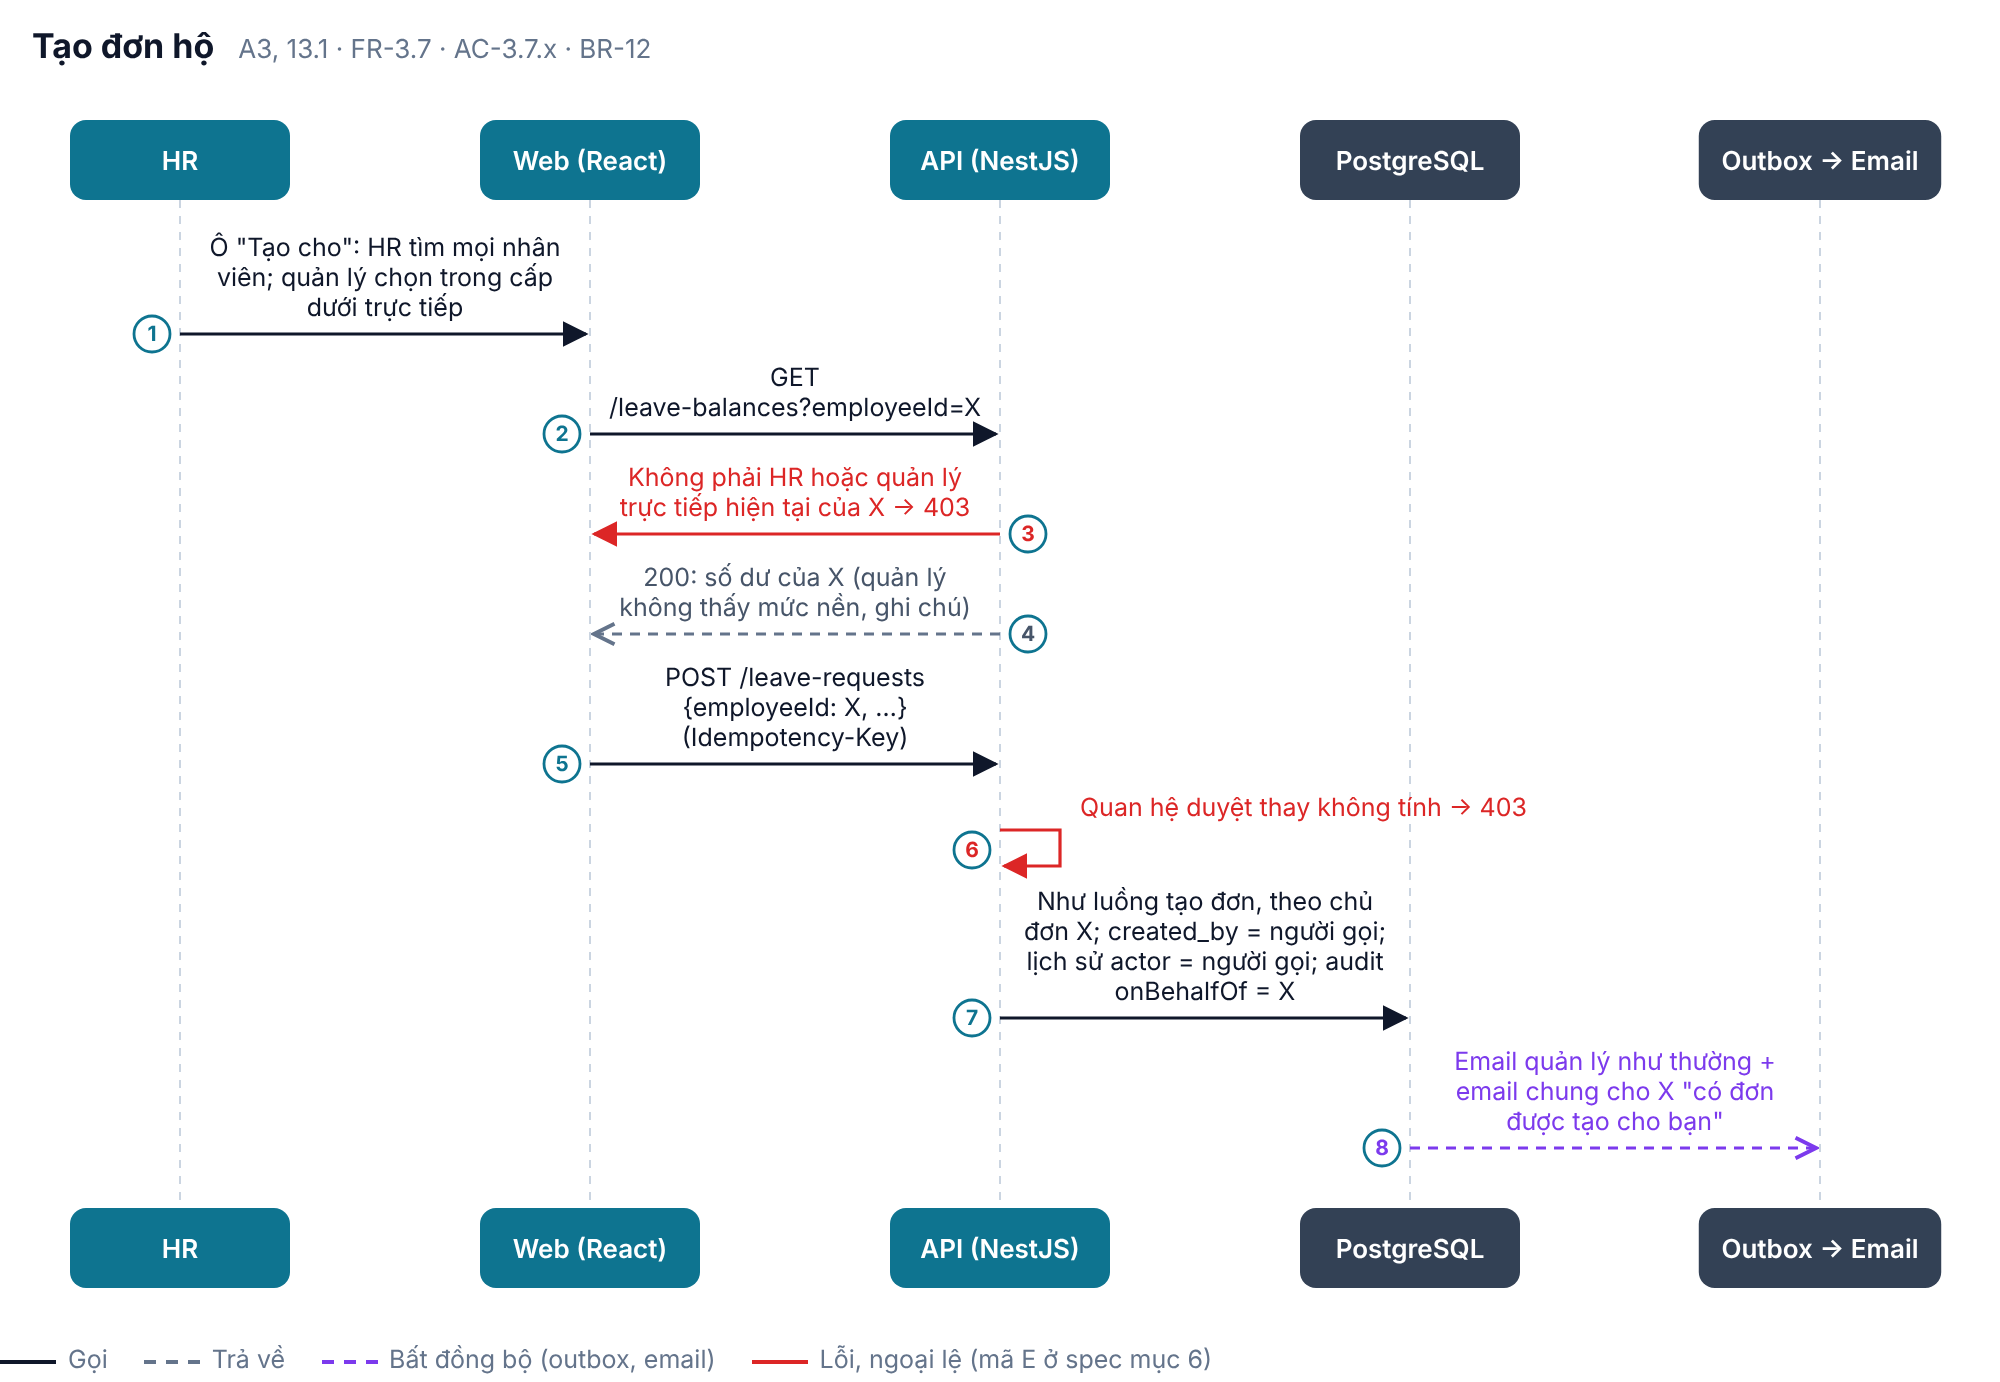 Tạo đơn hộ A3, 13.1 · FR-3.7 · AC-3.7.x · BR-12
HR
Web (React)
API (NestJS)
PostgreSQL
Outbox → Email
Ô "Tạo cho": HR tìm mọi nhân
viên; quản lý chọn trong cấp
dưới trực tiếp
1
GET
/leave-balances?employeeId=X
2
Không phải HR hoặc quản lý
trực tiếp hiện tại của X → 403
3
200: số dư của X (quản lý
không thấy mức nền, ghi chú)
4
POST /leave-requests
{employeeId: X, ...}
(Idempotency-Key)
5
Quan hệ duyệt thay không tính → 403
6
Như luồng tạo đơn, theo chủ
đơn X; created_by = người gọi;
lịch sử actor = người gọi; audit
onBehalfOf = X
7
Email quản lý như thường +
email chung cho X "có đơn
được tạo cho bạn"
8
HR
Web (React)
API (NestJS)
PostgreSQL
Outbox → Email
Gọi
Trả về
Bất đồng bộ (outbox, email)
Lỗi, ngoại lệ (mã E ở spec mục 6)